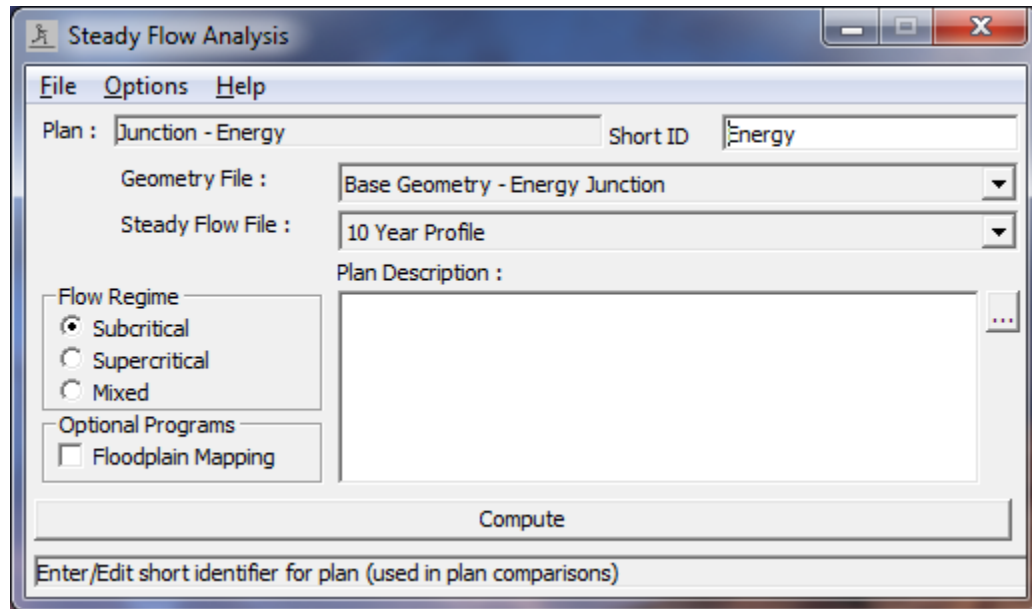 Steady Flow Analysis
File Options Help
Plan : Junction - Energy Short ID Energy
Geometry File : Base Geometry - Energy Junction
Steady Flow File : 10 Year Profile
Plan Description :
Flow Regime
Subcritical
Supercritical
Mixed
Optional Programs
Floodplain Mapping
...
Compute
Enter/Edit short identifier for plan (used in plan comparisons)